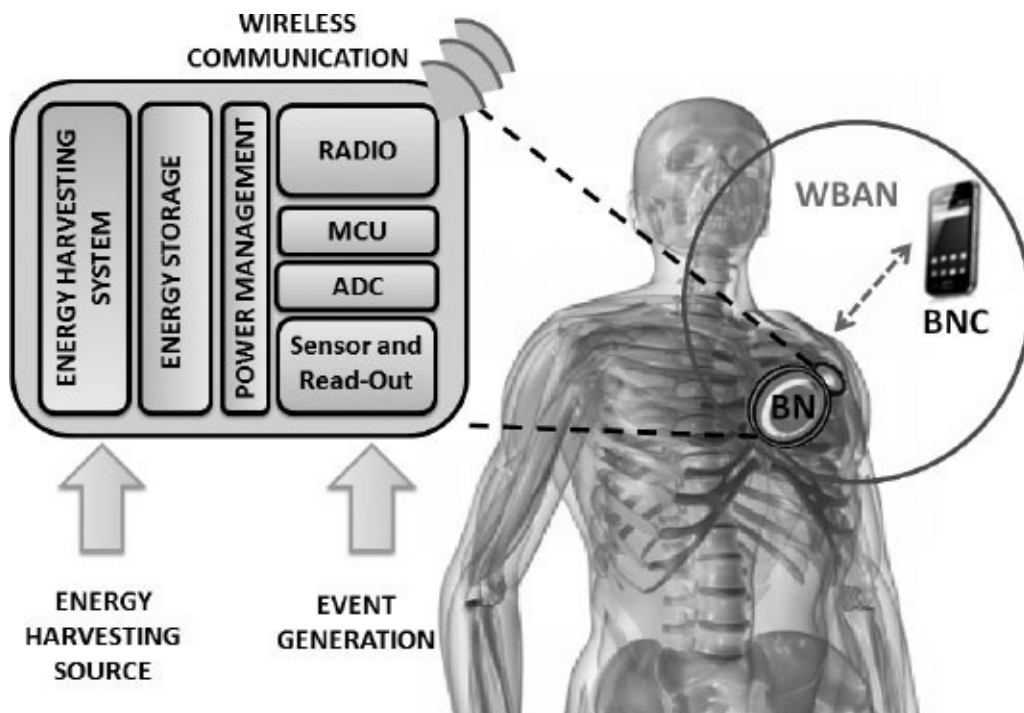 WIRELESS
COMMUNICATION
ENERGY HARVESTING
SYSTEM
ENERGY STORAGE
POWER MANAGEMENT
RADIO
MCU
ADC
Sensor and
Read-Out
WBAN
BNC
BN
ENERGY
HARVESTING
SOURCE
EVENT
GENERATION